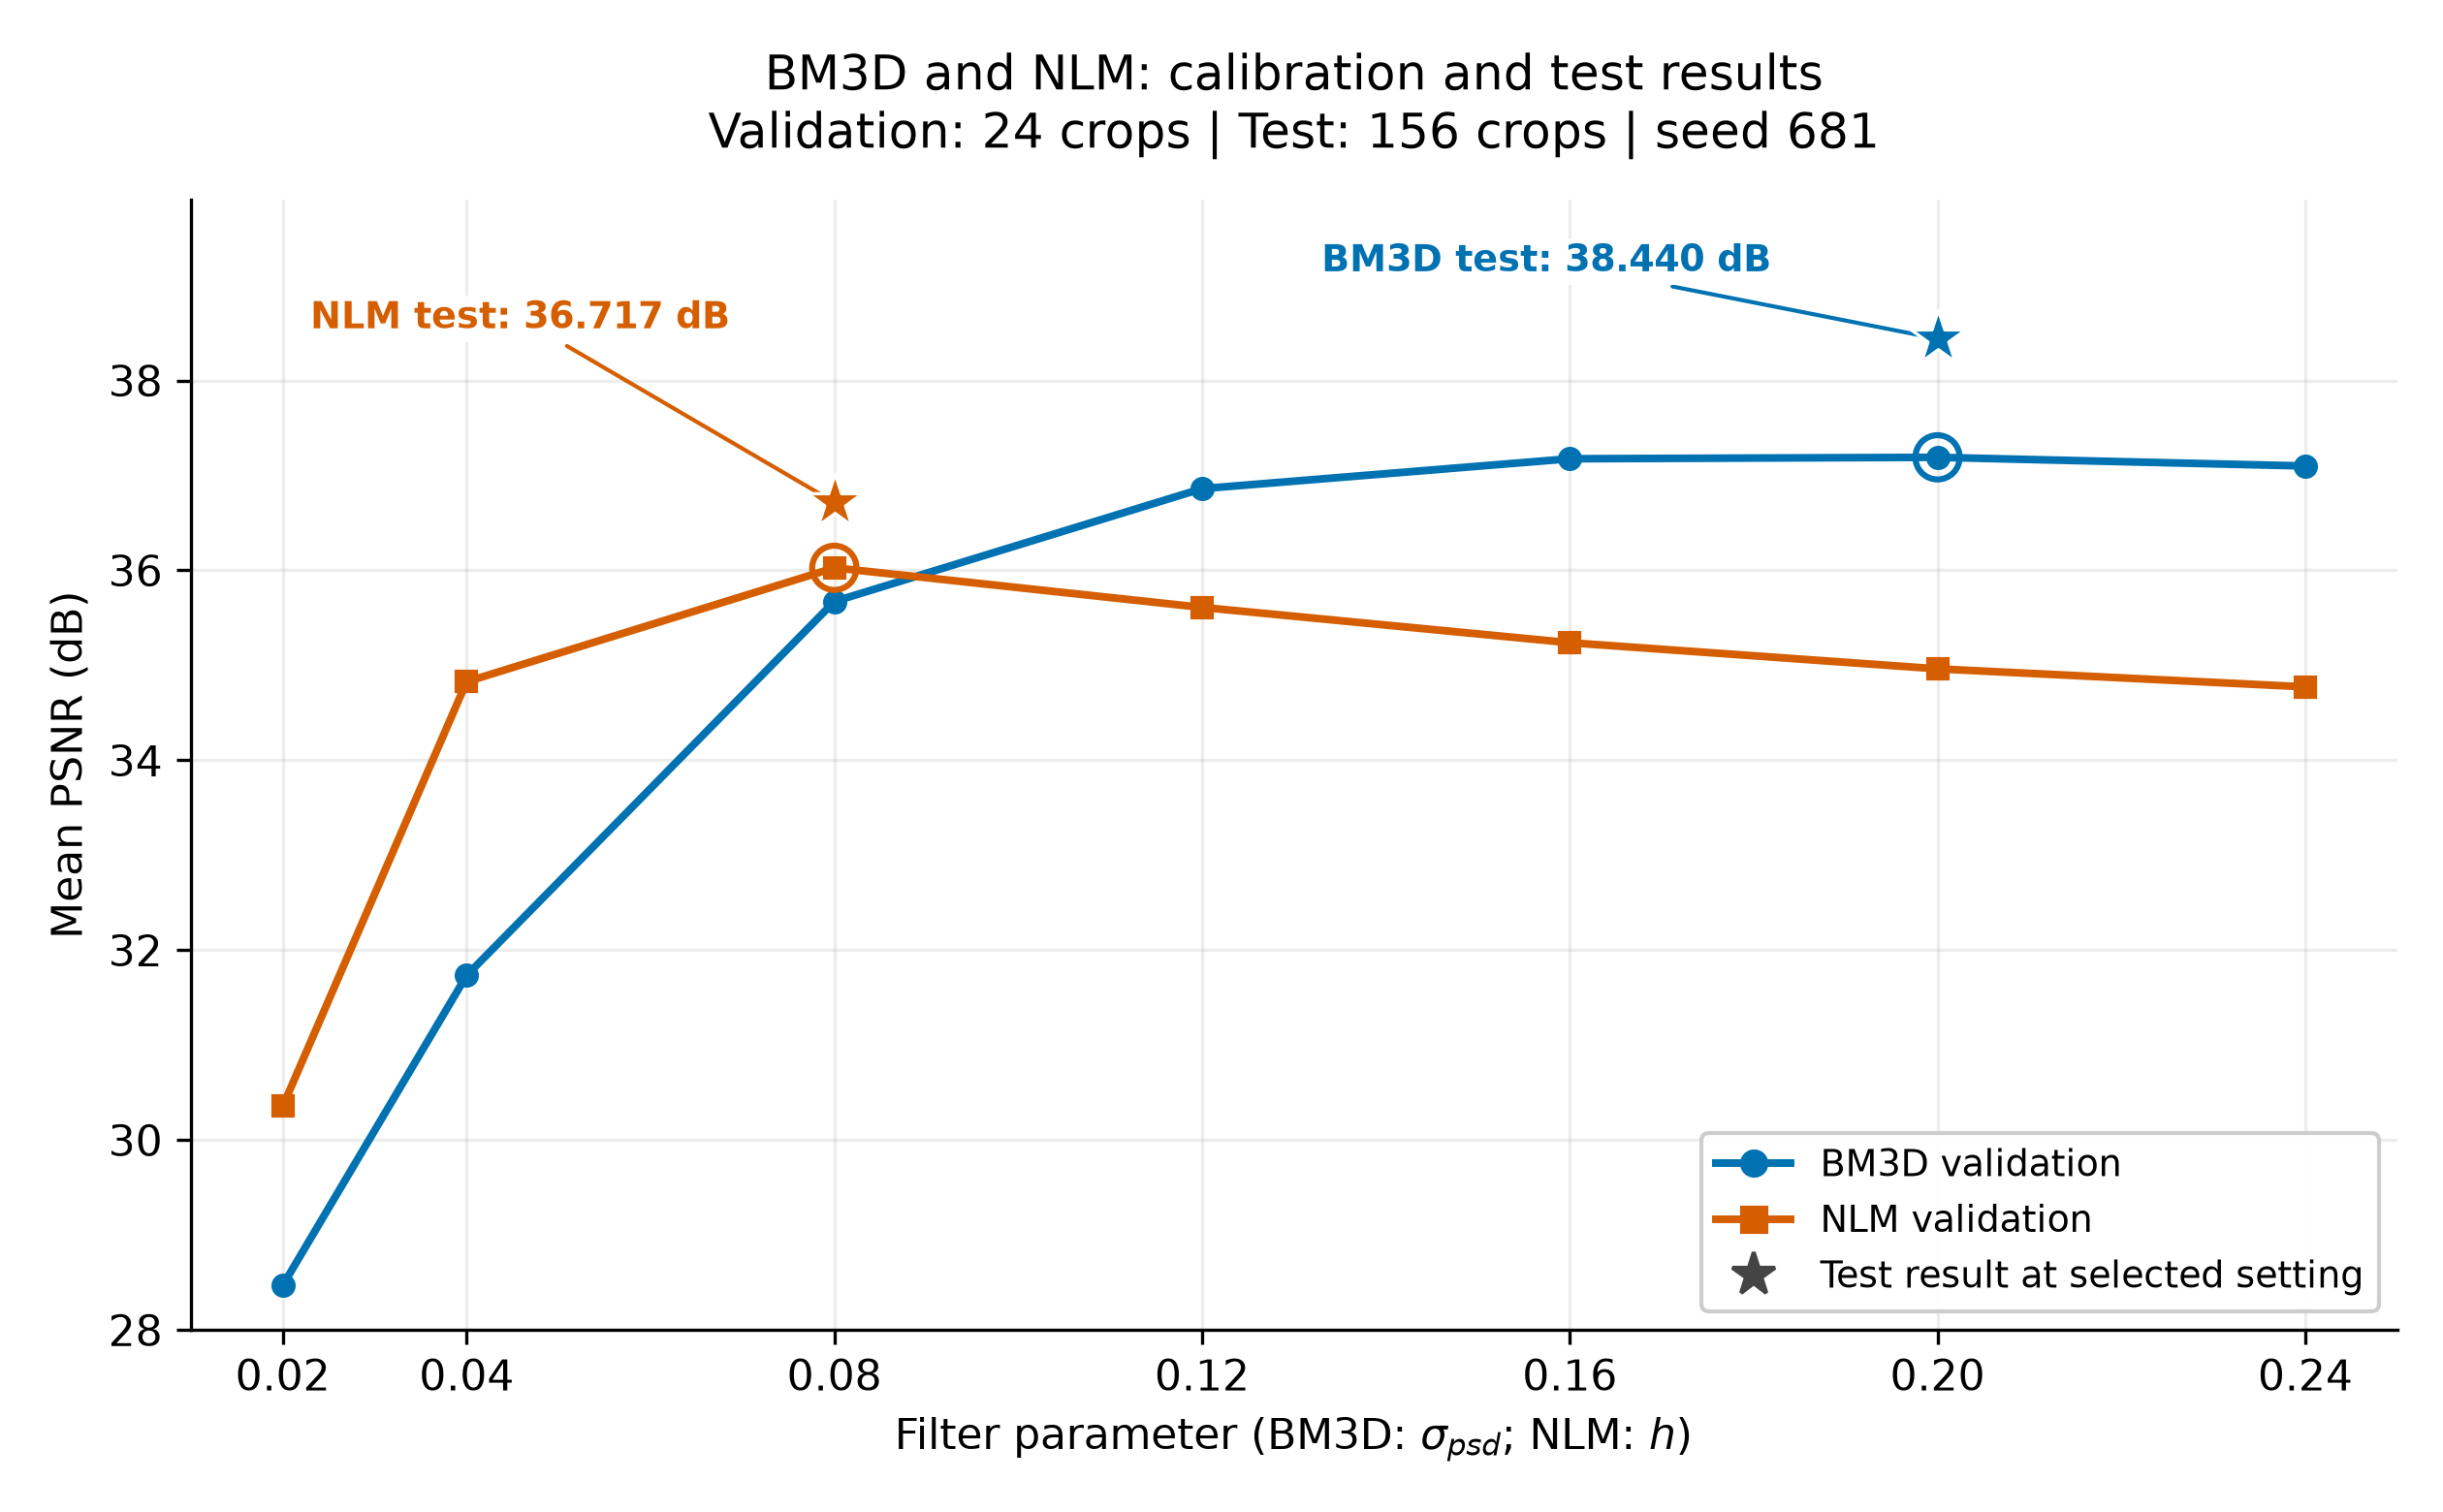 BM3D and NLM: calibration and test results
Validation: 24 crops | Test: 156 crops | seed 681
BM3D test: 38.440 dB
NLM test: 36.717 dB
Mean PSNR (dB)
38
36
34
32
30
28
BM3D validation
NLM validation
Test result at selected setting
0.02 0.04 0.08 0.12 0.16 0.20 0.24
Filter parameter (BM3D: σpsd; NLM: h)